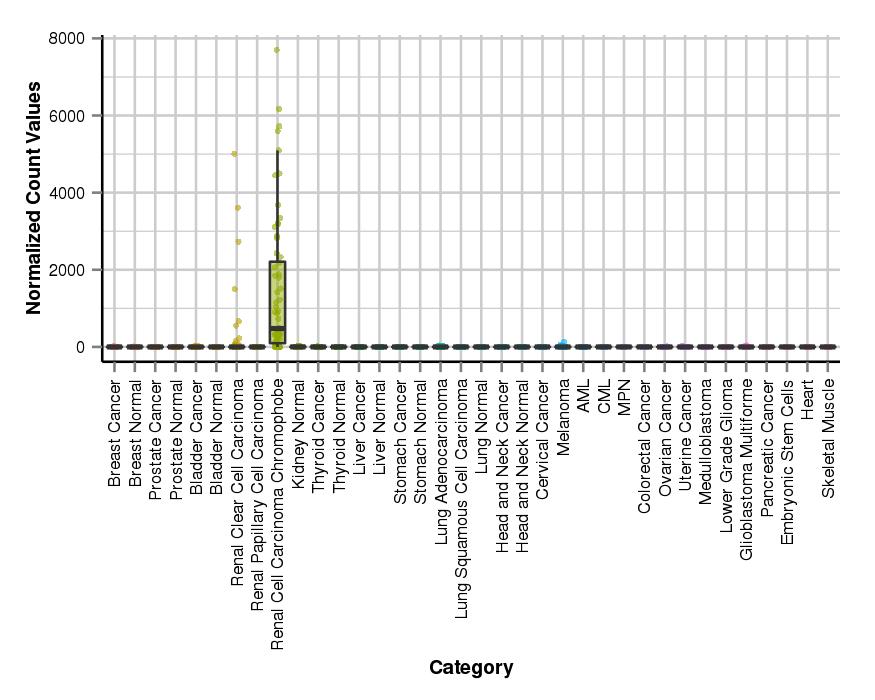 8000
6000
4000
2000
0
Normalized Count Values
Breast Cancer
Breast Normal
Prostate Cancer
Prostate Normal
Bladder Cancer
Bladder Normal
Renal Clear Cell Carcinoma
Renal Papillary Cell Carcinoma
Renal Cell Carcinoma Chromophobe
Kidney Normal
Thyroid Cancer
Thyroid Normal
Liver Cancer
Liver Normal
Stomach Cancer
Stomach Normal
Lung Adenocarcinoma
Lung Squamous Cell Carcinoma
Lung Normal
Head and Neck Cancer
Head and Neck Normal
Cervical Cancer
Melanoma
AML
CML
MPN
Colorectal Cancer
Ovarian Cancer
Uterine Cancer
Medulloblastoma
Lower Grade Glioma
Glioblastoma Multiforme
Pancreatic Cancer
Embryonic Stem Cells
Heart
Skeletal Muscle
Category